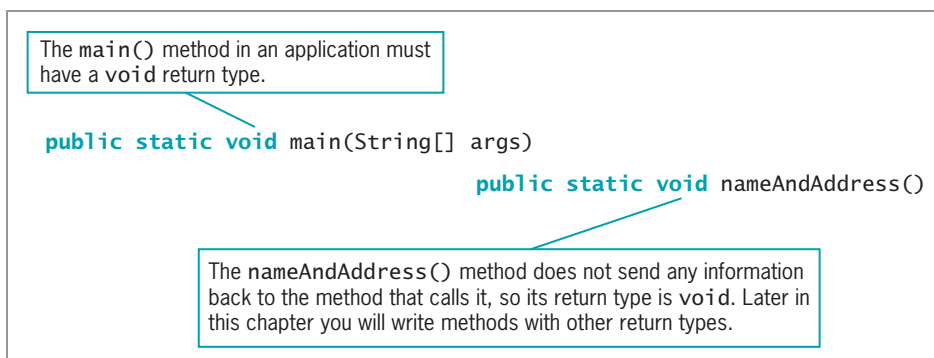 The main() method in an application must
have a void return type.
public static void main(String[] args)
public static void nameAndAddress()
The nameAndAddress() method does not send any information
back to the method that calls it, so its return type is void. Later in
this chapter you will write methods with other return types.